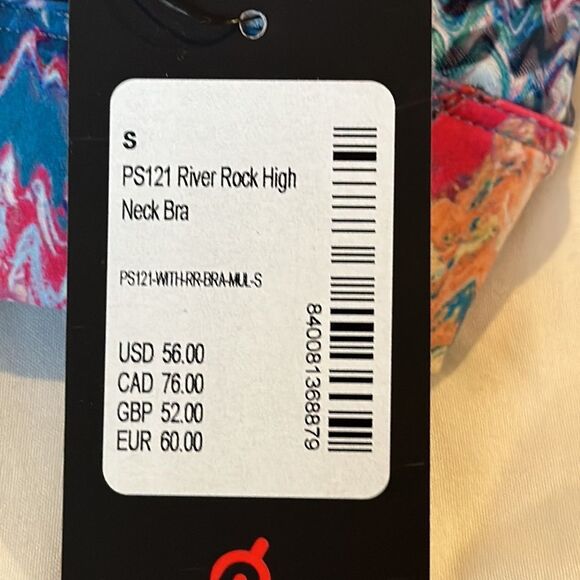 S
PS121 River Rock High
Neck Bra
PS121-WITH-RR-BRA-MUL-S
USD 56.00
CAD 76.00
GBP 52.00
EUR 60.00
840081368879